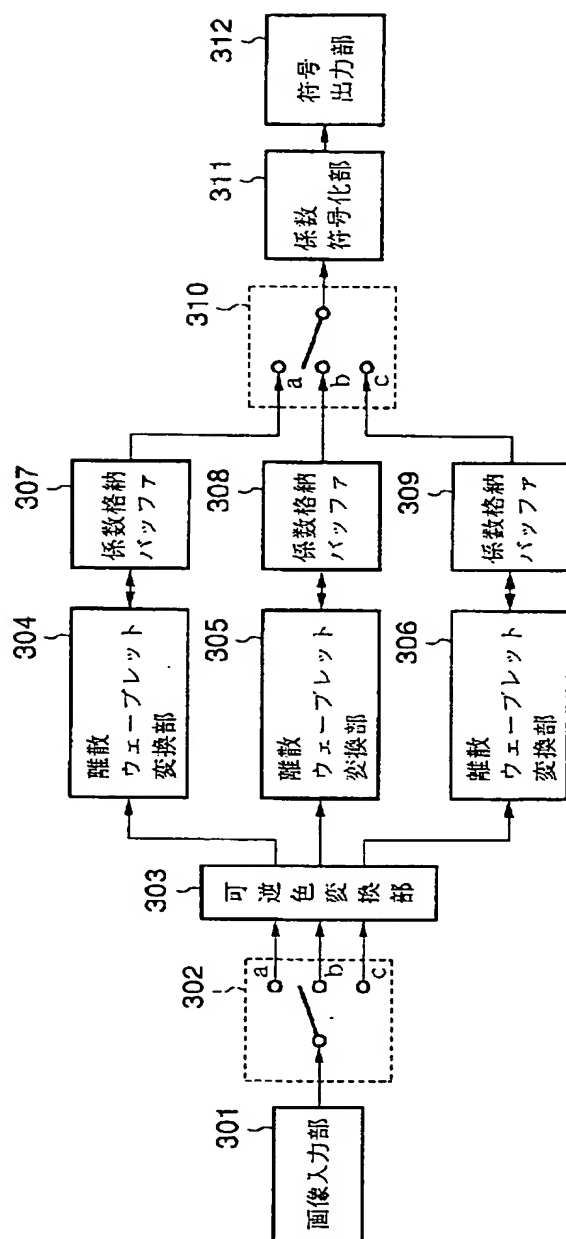 301
画像入力部
302
a
b
c
303
可逆色変換部
304
離散
ウェーブレット
変換部
305
離散
ウェーブレット
変換部
306
離散
ウェーブレット
変換部
307
係数格納
バッファ
308
係数格納
バッファ
309
係数格納
バッファ
310
a
b
c
311
係数
符号化部
312
符号
出力部